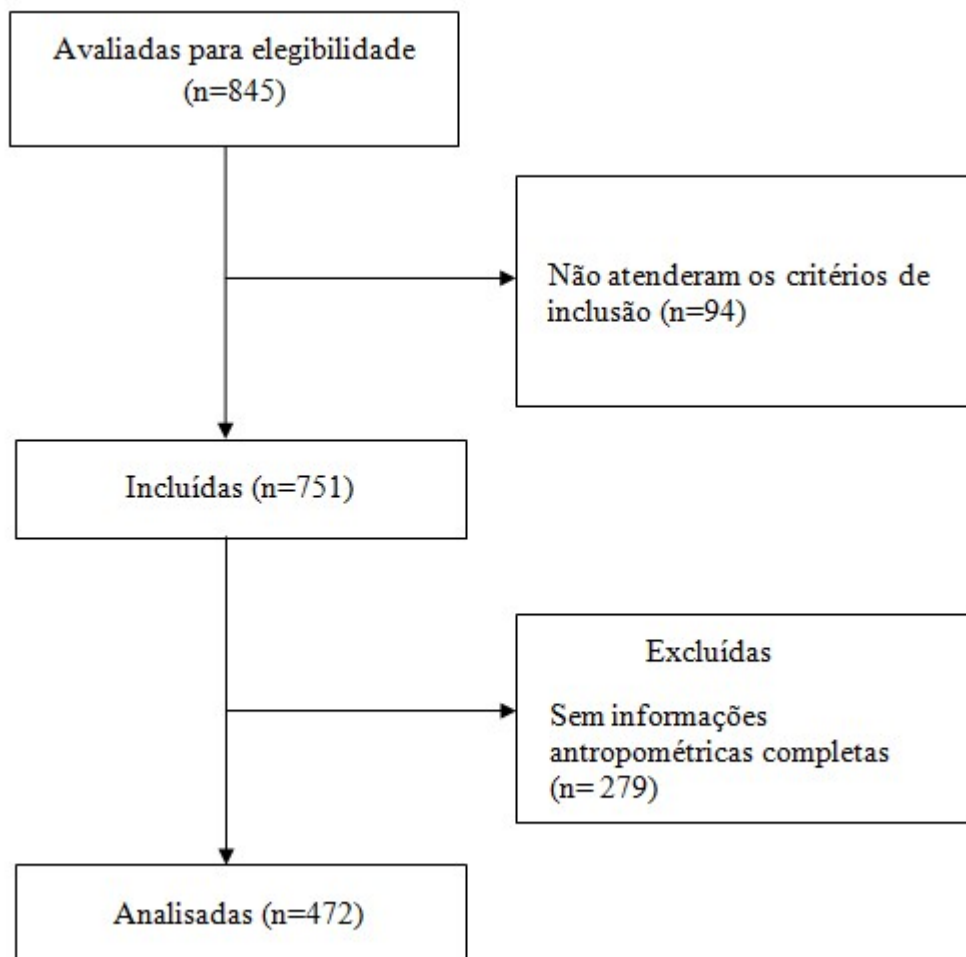 Avaliadas para elegibilidade
(n=845)
Não atenderam os critérios de
inclusão (n=94)
Incluídas (n=751)
Excluídas
Sem informações
antropométricas completas
(n= 279)
Analisadas (n=472)